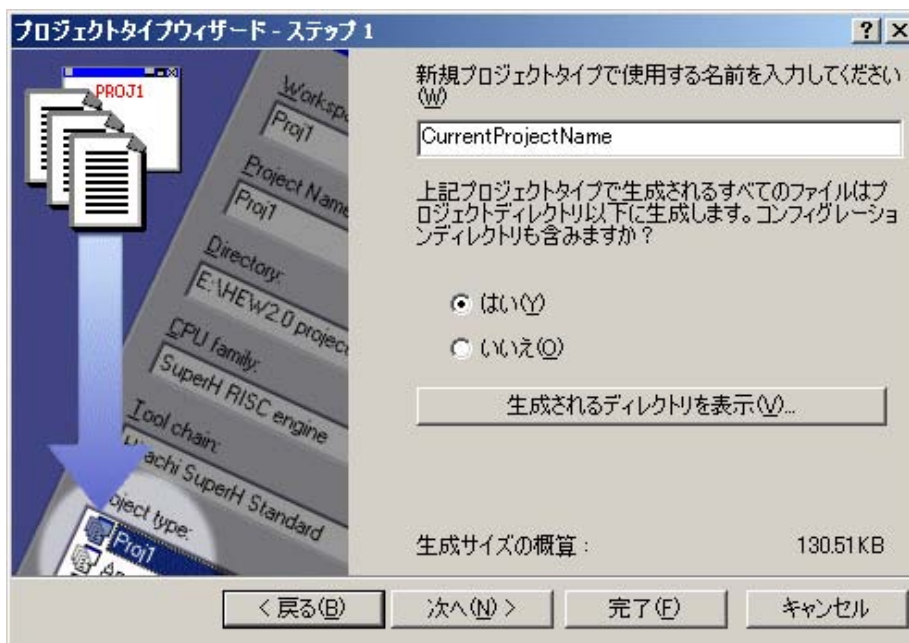 プロジェクトタイプウィザード - ステップ 1
PROJ1
Workspa
Proj1
Project Name
Proj1
Directory:
E:\HEW2.0 project
CPU family:
SuperH RISC engine
Tool chain:
Hitachi SuperH Standard
oject type:
Proj1
新規プロジェクトタイプで使用する名前を入力してください
(W)
CurrentProjectName
上記プロジェクトタイプで生成されるすべてのファイルはプ
ロジェクトディレクトリ以下に生成します。コンフィグレーショ
ンディレクトリも含みますか？
はい(Y)
いいえ(O)
生成されるディレクトリを表示(V)...
生成サイズの概算： 130.51KB
< 戻る(B) 次へ(N) > 完了(F) キャンセル